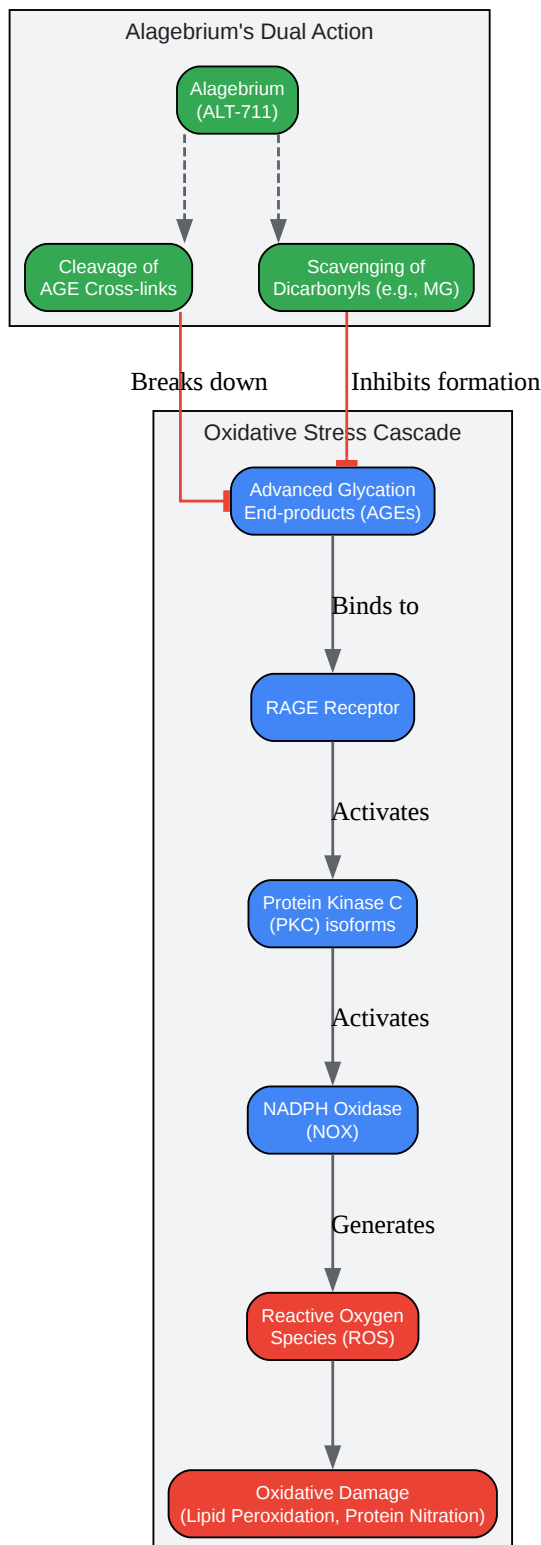 Alagebrium's Dual Action
Alagebrium
(ALT-711)
Cleavage of
AGE Cross-links
Scavenging of
Dicarbonyls (e.g., MG)
Breaks down
Inhibits formation
Oxidative Stress Cascade
Advanced Glycation
End-products (AGEs)
Binds to
RAGE Receptor
Activates
Protein Kinase C
(PKC) isoforms
Activates
NADPH Oxidase
(NOX)
Generates
Reactive Oxygen
Species (ROS)
Oxidative Damage
(Lipid Peroxidation, Protein Nitration)